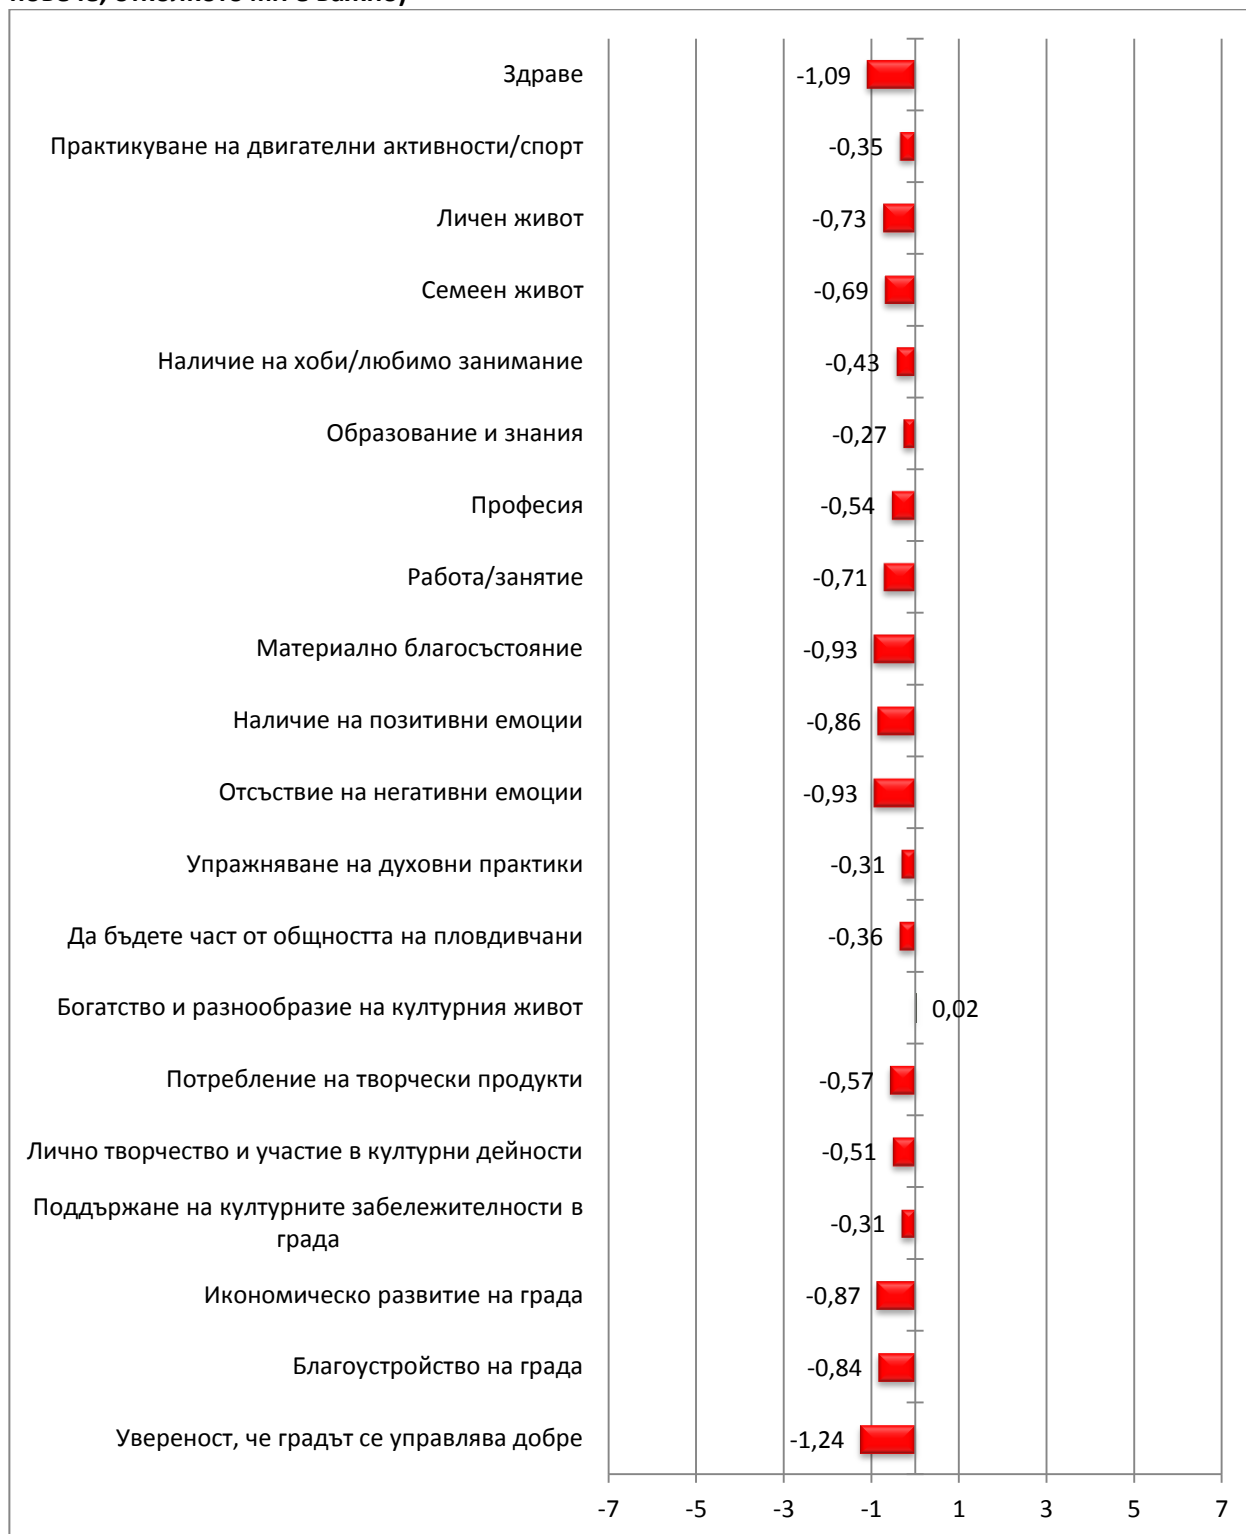 Здраве -1,09
Практикуване на двигателни активности/спорт -0,35
Личен живот -0,73
Семеен живот -0,69
Наличие на хоби/любимо занимание -0,43
Образование и знания -0,27
Професия -0,54
Работа/занятие -0,71
Материално благосъстояние -0,93
Наличие на позитивни емоции -0,86
Отсъствие на негативни емоции -0,93
Упражняване на духовни практики -0,31
Да бъдете част от общността на пловдивчани -0,36
Богатство и разнообразие на културния живот 0,02
Потребление на творчески продукти -0,57
Лично творчество и участие в културни дейности -0,51
Поддържане на културните забележителности в
града -0,31
Икономическо развитие на града -0,87
Благоустройство на града -0,84
Увереност, че градът се управлява добре -1,24
-7 -5 -3 -1 1 3 5 7